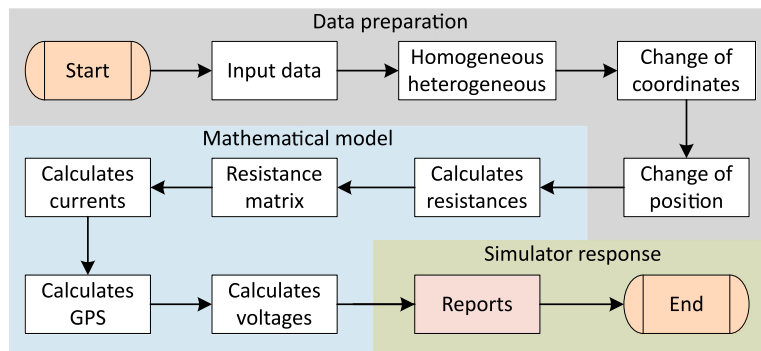 Data preparation
Start
Input data
Homogeneous
heterogeneous
Change of
coordinates
Mathematical model
Calculates
currents
Resistance
matrix
Calculates
resistances
Change of
position
Simulator response
Calculates
GPS
Calculates
voltages
Reports
End